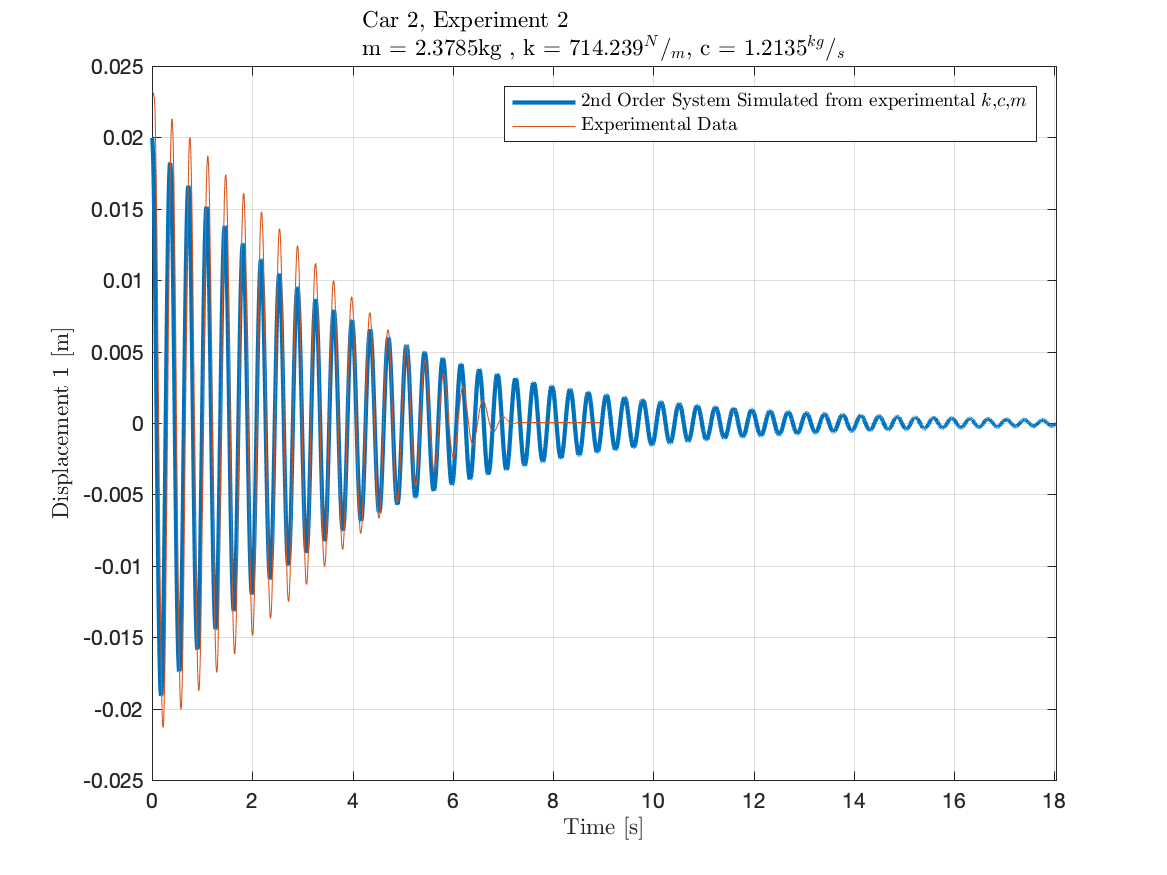 Car 2, Experiment 2
m = 2.3785kg , k = 714.239N/m, c = 1.2135kg/s
2nd Order System Simulated from experimental k,c,m
Experimental Data
0.025
0.02
0.015
0.01
0.005
0
-0.005
-0.01
-0.015
-0.02
-0.025
Displacement 1 [m]
0 2 4 6 8 10 12 14 16 18
Time [s]